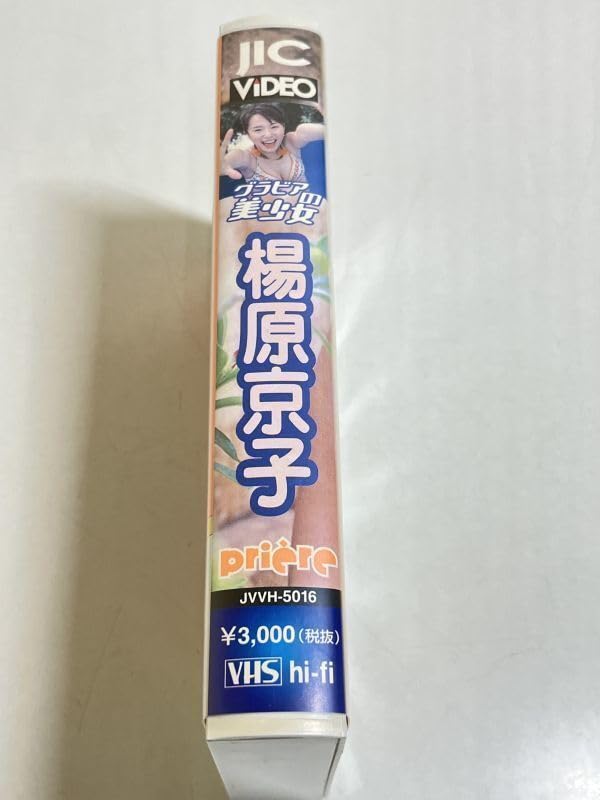 JIC
ViDEO
グラビアの
美少女
楊原京子
prière
JVVH-5016
¥3,000(税抜)
VHS hi-fi